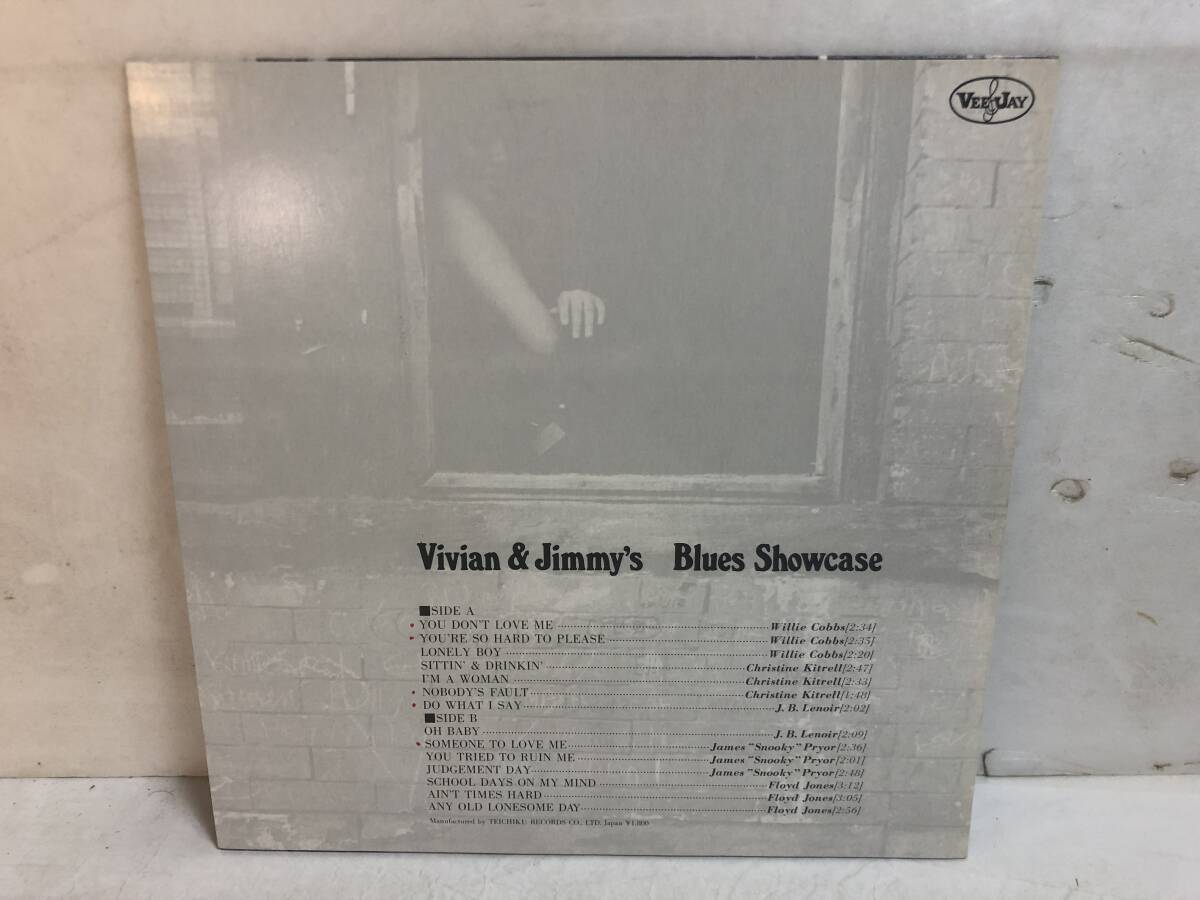 VEE JAY
Vivian & Jimmy's Blues Showcase
■SIDE A
YOU DON'T LOVE ME Willie Cobbs[2:34]
YOU'RE SO HARD TO PLEASE Willie Cobbs[2:35]
LONELY BOY Willie Cobbs[2:20]
SITTIN' & DRINKIN' Christine Kitrell[2:47]
I'M A WOMAN Christine Kitrell[2:33]
NOBODY'S FAULT Christine Kitrell[1:48]
DO WHAT I SAY J. B. Lenoir[2:02]
■SIDE B
OH BABY J. B. Lenoir[2:09]
SOMEONE TO LOVE ME James "Snooky" Pryor[2:36]
YOU TRIED TO RUIN ME James "Snooky" Pryor[2:01]
JUDGEMENT DAY James "Snooky" Pryor[2:48]
SCHOOL DAYS ON MY MIND Floyd Jones[3:12]
AIN'T TIMES HARD Floyd Jones[3:05]
ANY OLD LONESOME DAY Floyd Jones[2:56]
Manufactured by TEICHIKU RECORDS CO., LTD. Japan ¥1,800